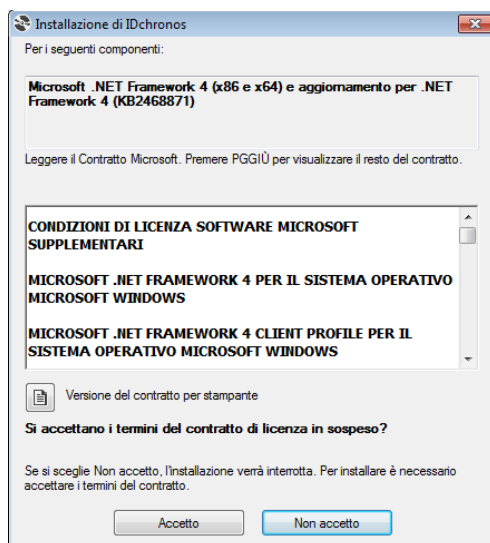 Installazione di IDchronos
Per i seguenti componenti:
Microsoft .NET Framework 4 (x86 e x64) e aggiornamento per .NET
Framework 4 (KB2468871)
Leggere il Contratto Microsoft. Premere PGGIÙ per visualizzare il resto del contratto.
CONDIZIONI DI LICENZA SOFTWARE MICROSOFT
SUPPLEMENTARI
MICROSOFT .NET FRAMEWORK 4 PER IL SISTEMA OPERATIVO
MICROSOFT WINDOWS
MICROSOFT .NET FRAMEWORK 4 CLIENT PROFILE PER IL
SISTEMA OPERATIVO MICROSOFT WINDOWS
Versione del contratto per stampante
Si accettano i termini del contratto di licenza in sospeso?
Se si sceglie Non accetto, l'installazione verrà interrotta. Per installare è necessario
accettare i termini del contratto.
Accetto
Non accetto